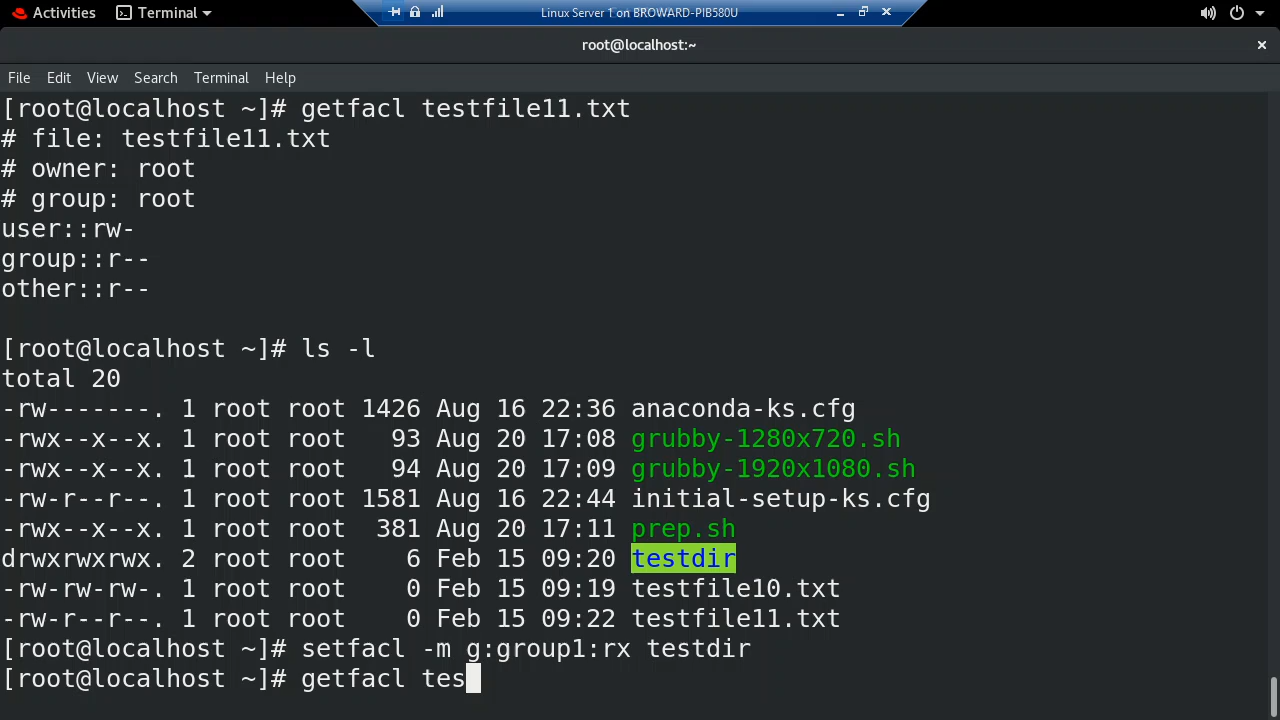 Activities Terminal Linux Server 1 on BROWARD-PIB580U
root@localhost:~
File Edit View Search Terminal Help
[root@localhost ~]# getfacl testfile11.txt
# file: testfile11.txt
# owner: root
# group: root
user::rw-
group::r--
other::r--
[root@localhost ~]# ls -l
total 20
-rw-------. 1 root root 1426 Aug 16 22:36 anaconda-ks.cfg
-rwx--x--x. 1 root root   93 Aug 20 17:08 grubby-1280x720.sh
-rwx--x--x. 1 root root   94 Aug 20 17:09 grubby-1920x1080.sh
-rw-r--r--. 1 root root 1581 Aug 16 22:44 initial-setup-ks.cfg
-rwx--x--x. 1 root root  381 Aug 20 17:11 prep.sh
drwxrwxrwx. 2 root root    6 Feb 15 09:20 testdir
-rw-rw-rw-. 1 root root    0 Feb 15 09:19 testfile10.txt
-rw-r--r--. 1 root root    0 Feb 15 09:22 testfile11.txt
[root@localhost ~]# setfacl -m g:group1:rx testdir
[root@localhost ~]# getfacl tes